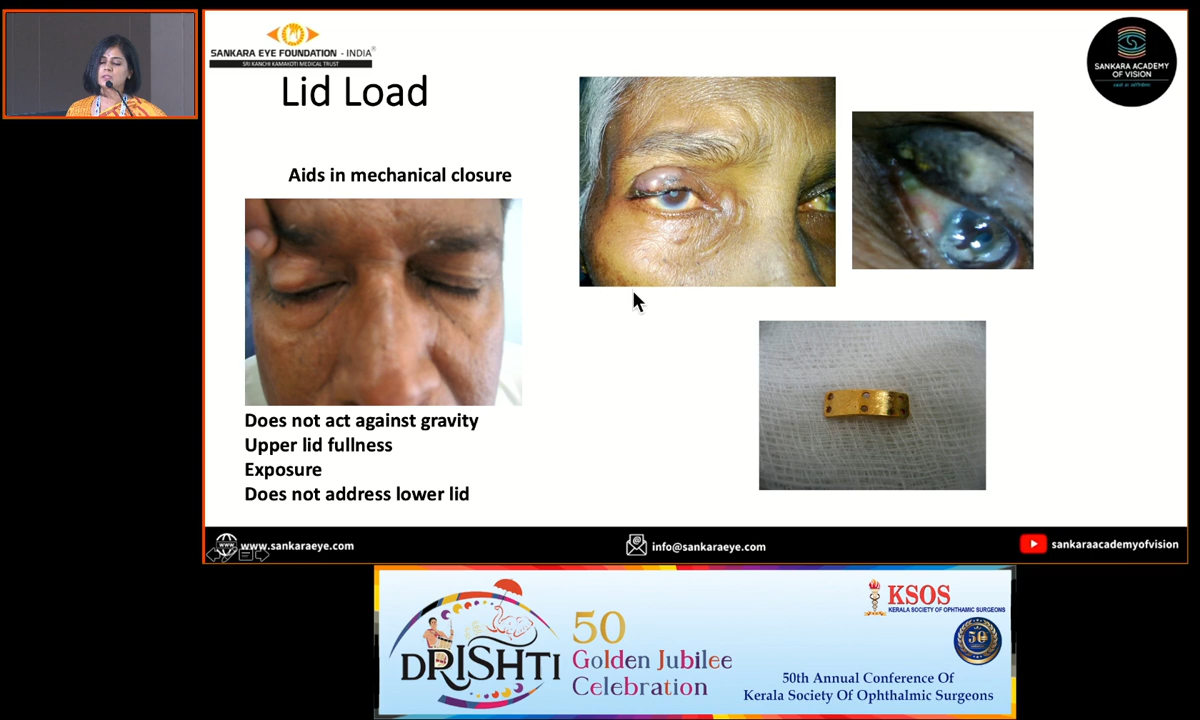 SANKARA EYE FOUNDATION - INDIA®
SRI KANCHI KAMAKOTI MEDICAL TRUST
SANKARA ACADEMY
OF VISION
Lid Load
Aids in mechanical closure
Does not act against gravity
Upper lid fullness
Exposure
Does not address lower lid
www.sankaraeye.com
info@sankaraeye.com
sankaraacademyofvision
DRISHTI
50
Golden Jubilee
Celebration
KSOS
KERALA SOCIETY OF OPHTHAMIC SURGEONS
50
50th Annual Conference Of
Kerala Society Of Ophthalmic Surgeons